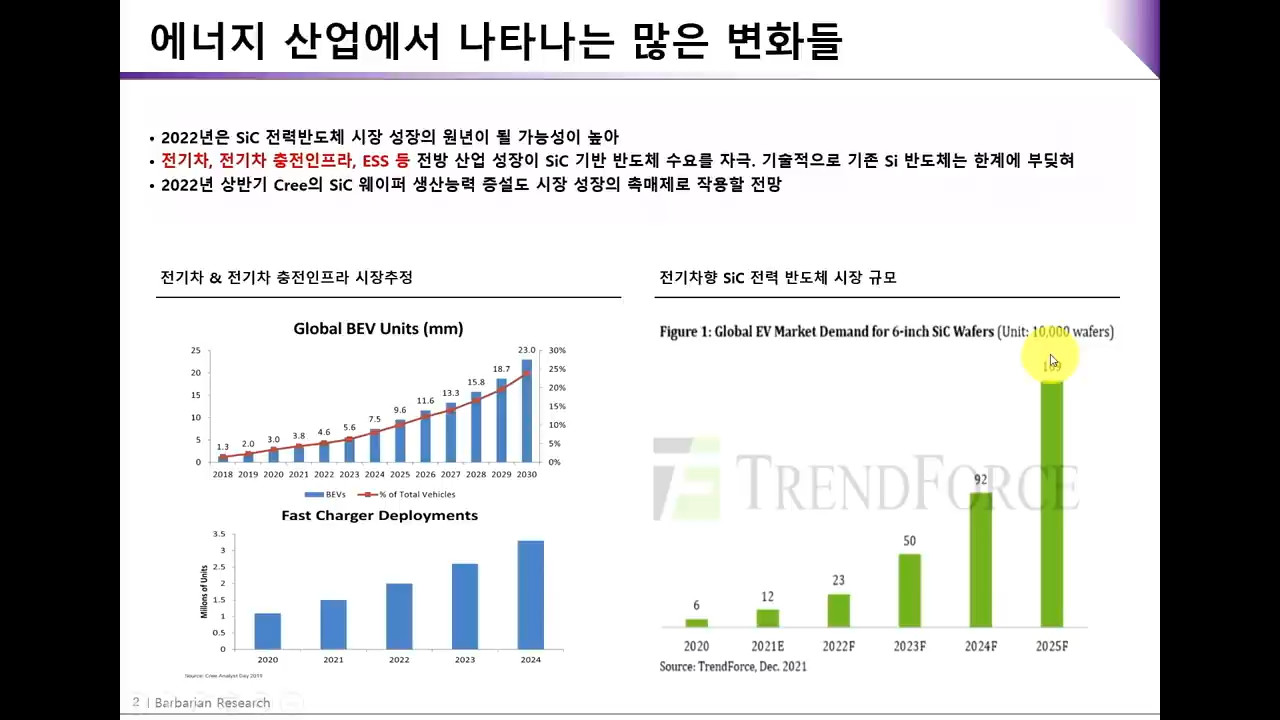 에너지 산업에서 나타나는 많은 변화들
• 2022년은 SiC 전력반도체 시장 성장의 원년이 될 가능성이 높아
• 전기차, 전기차 충전인프라, ESS 등 전방 산업 성장이 SiC 기반 반도체 수요를 자극. 기술적으로 기존 Si 반도체는 한계에 부딪혀
• 2022년 상반기 Cree의 SiC 웨이퍼 생산능력 증설도 시장 성장의 촉매제로 작용할 전망
전기차 & 전기차 충전인프라 시장추정
Global BEV Units (mm)
25 20 15 10 5 0
30% 25% 20% 15% 10% 5% 0%
1.3 2.0 3.0 3.8 4.6 5.6 7.5 9.6 11.6 13.3 15.8 18.7 23.0
2018 2019 2020 2021 2022 2023 2024 2025 2026 2027 2028 2029 2030
BEVs % of Total Vehicles
Fast Charger Deployments
Millions of Units
3.5 3 2.5 2 1.5 1 0.5 0
2020 2021 2022 2023 2024
Source: Cree Analyst Day 2019
전기차향 SiC 전력 반도체 시장 규모
Figure 1: Global EV Market Demand for 6-inch SiC Wafers (Unit: 10,000 wafers)
TRENDFORCE
6 12 23 50 92 169
2020 2021E 2022F 2023F 2024F 2025F
Source: TrendForce, Dec. 2021
2 | Barbarian Research